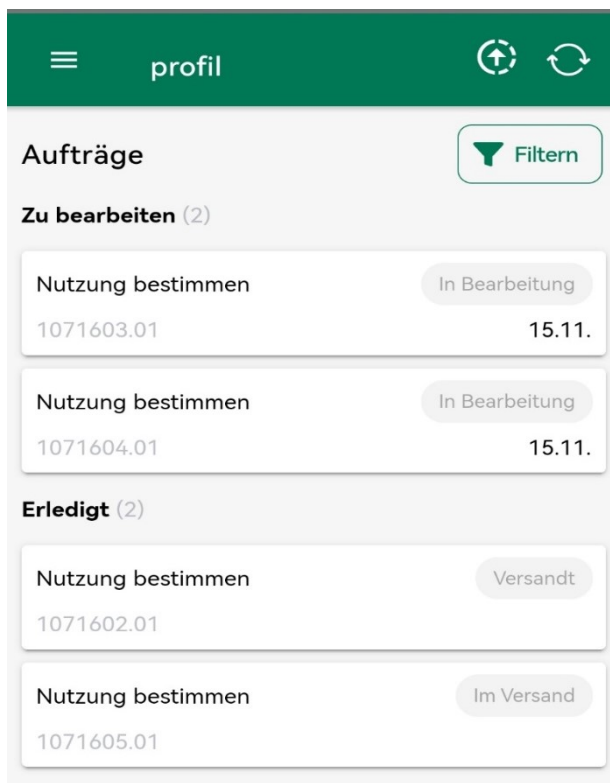 profil
Aufträge
Filtern
Zu bearbeiten (2)
Nutzung bestimmen
In Bearbeitung
1071603.01
15.11.
Nutzung bestimmen
In Bearbeitung
1071604.01
15.11.
Erledigt (2)
Nutzung bestimmen
Versandt
1071602.01
Nutzung bestimmen
Im Versand
1071605.01